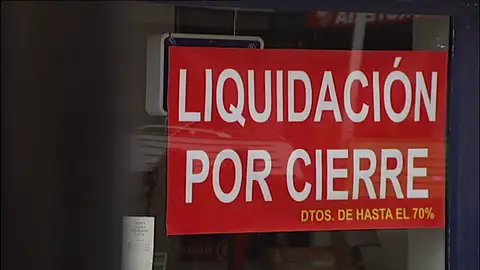 LIQUIDACIÓN
POR CIERRE
DTOS. DE HASTA EL 70%